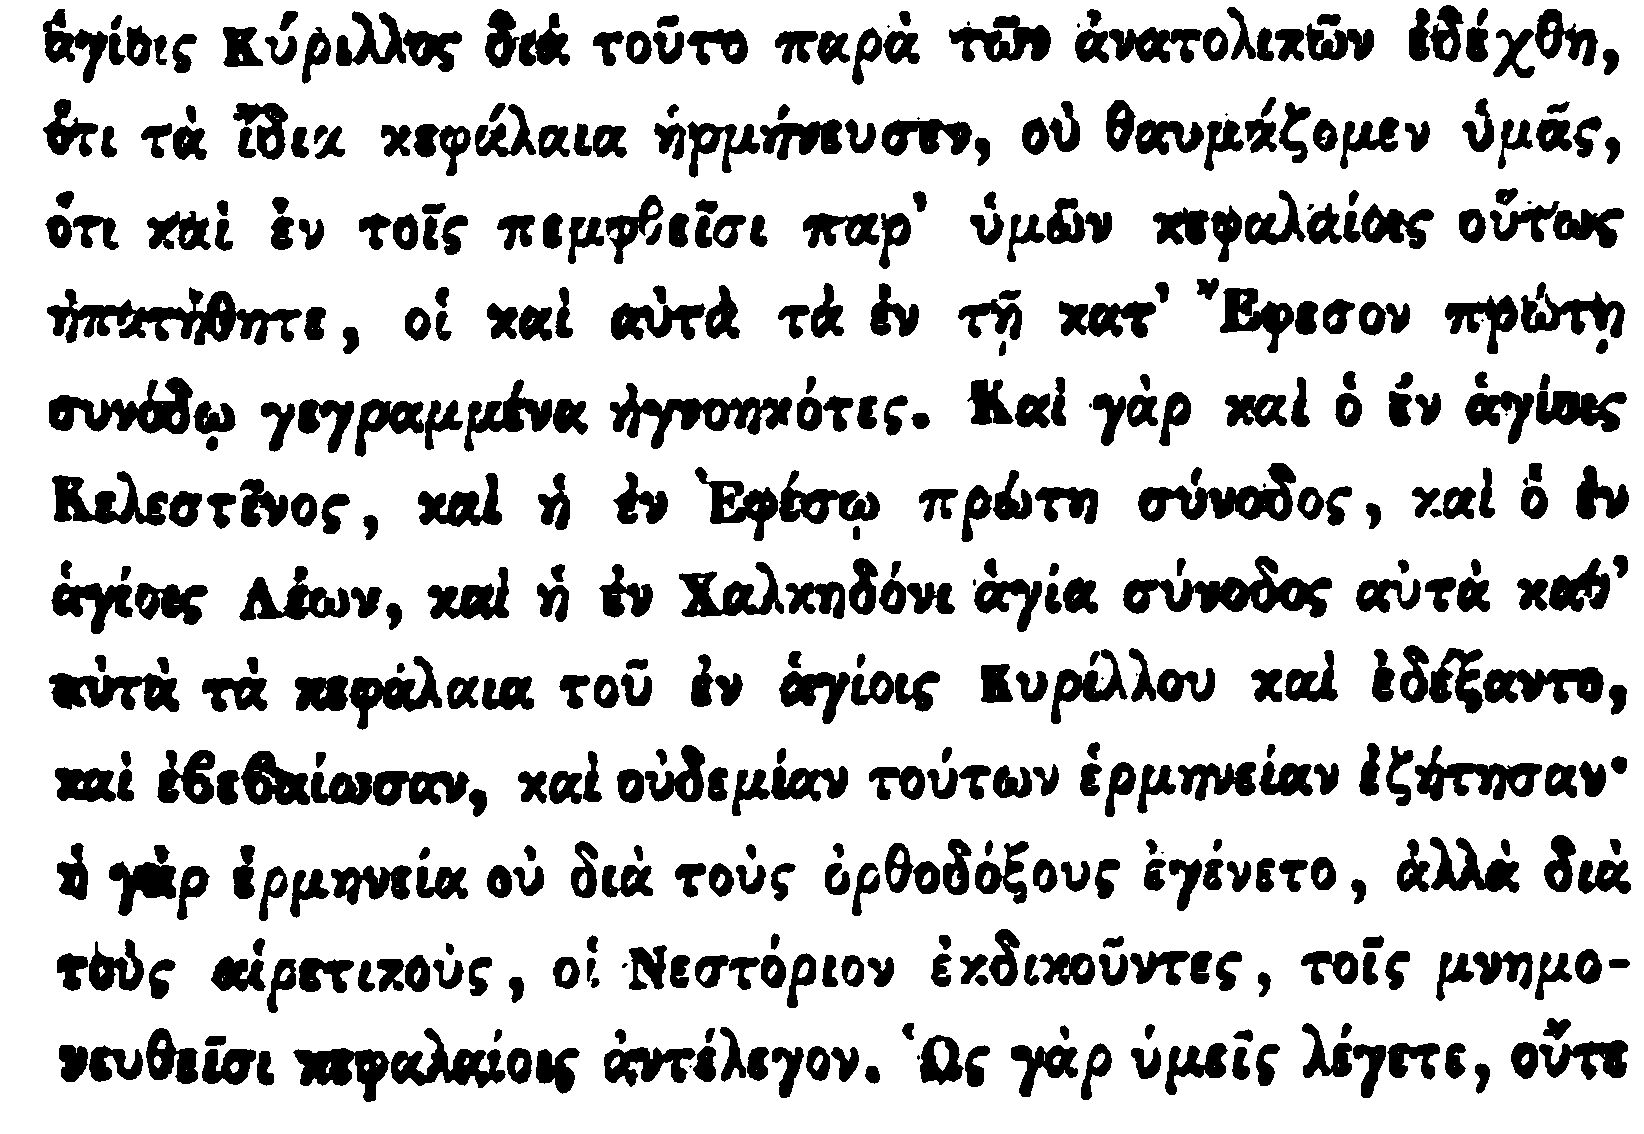 ἁγίοις Κύριλλος διὰ τοῦτο παρὰ τῶν ἀνατολικῶν ἐδέχθη,
ὅτι τὰ ἴδια κεφάλαια ἡρμήνευσεν, οὐ θαυμάζομεν ὑμᾶς,
ὅτι καὶ ἐν τοῖς πεμφθεῖσι παρ' ὑμῶν κεφαλαίοις οὕτως
ἠπατήθητε, οἱ καὶ αὐτὰ τὰ ἐν τῇ κατ' Ἔφεσον πρώτῃ
συνόδῳ γεγραμμένα ἠγνοηκότες. Καὶ γὰρ καὶ ὁ ἐν ἁγίοις
Κελεστῖνος, καὶ ἡ ἐν Ἐφέσῳ πρώτη σύνοδος, καὶ ὁ ἐν
ἁγίοις Λέων, καὶ ἡ ἐν Χαλκηδόνι ἁγία σύνοδος αὐτὰ καθ'
αὑτὰ τὰ κεφάλαια τοῦ ἐν ἁγίοις Κυρίλλου καὶ ἐδέξαντο,
καὶ ἐβεβαίωσαν, καὶ οὐδεμίαν τούτων ἑρμηνείαν ἐζήτησαν·
ἡ γὰρ ἑρμηνεία οὐ διὰ τοὺς ὀρθοδόξους ἐγένετο, ἀλλὰ διὰ
τοὺς αἱρετικοὺς, οἱ Νεστόριον ἐκδικοῦντες, τοῖς μνημο-
νευθεῖσι κεφαλαίοις ἀντέλεγον. Ὡς γὰρ ὑμεῖς λέγετε, οὔτε